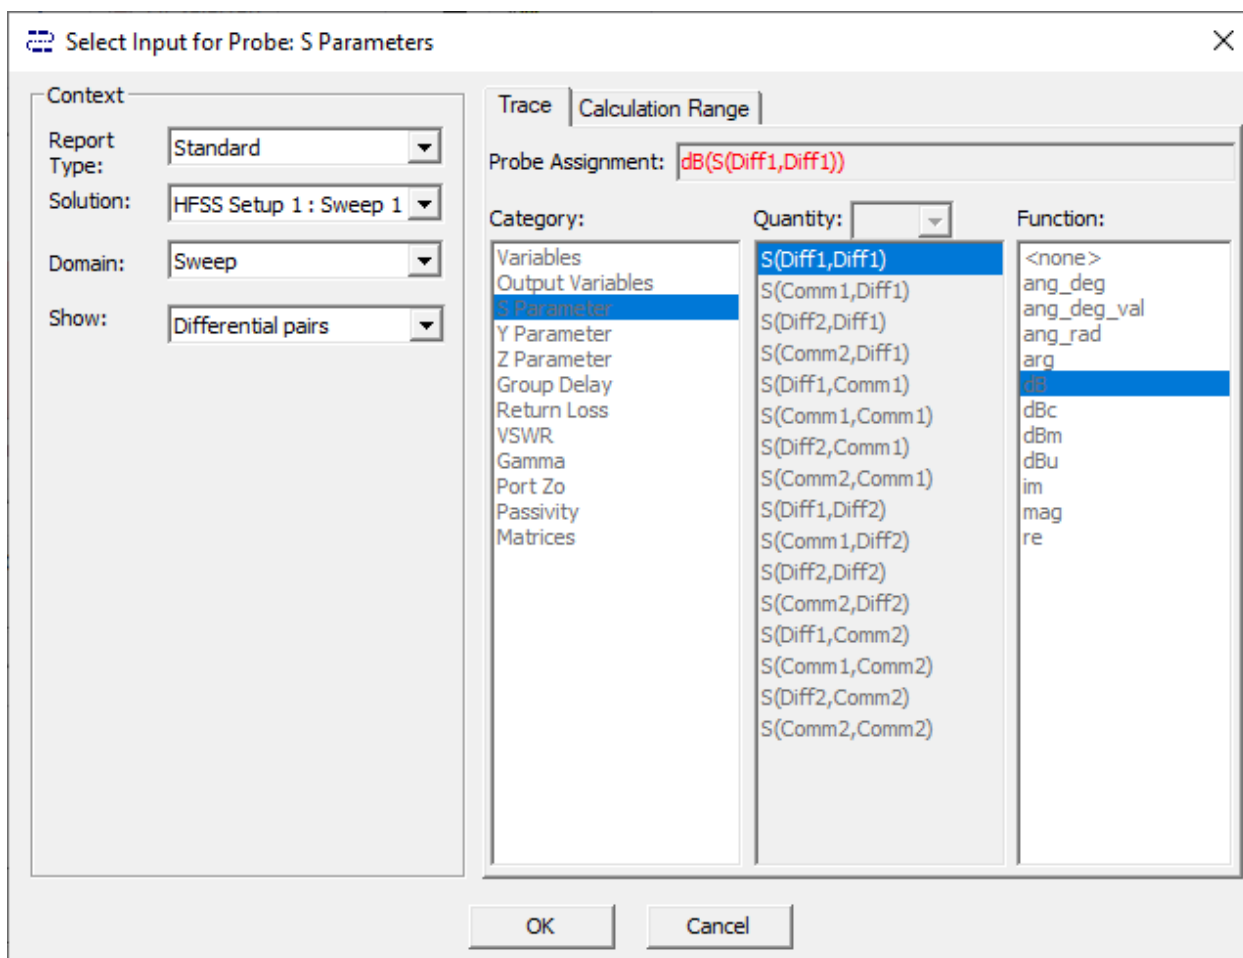 Select Input for Probe: S Parameters
Context
Report Type:
Standard
Solution:
HFSS Setup 1 : Sweep 1
Domain:
Sweep
Show:
Differential pairs
Trace
Calculation Range
Probe Assignment:
dB(S(Diff1,Diff1))
Category:
Variables
Output Variables
S Parameter
Y Parameter
Z Parameter
Group Delay
Return Loss
VSWR
Gamma
Port Zo
Passivity
Matrices
Quantity:
S(Diff1,Diff1)
S(Comm1,Diff1)
S(Diff2,Diff1)
S(Comm2,Diff1)
S(Diff1,Comm1)
S(Comm1,Comm1)
S(Diff2,Comm1)
S(Comm2,Comm1)
S(Diff1,Diff2)
S(Comm1,Diff2)
S(Diff2,Diff2)
S(Comm2,Diff2)
S(Diff1,Comm2)
S(Comm1,Comm2)
S(Diff2,Comm2)
S(Comm2,Comm2)
Function:
<none>
ang_deg
ang_deg_val
ang_rad
arg
dB
dBc
dBm
dBu
im
mag
re
OK
Cancel